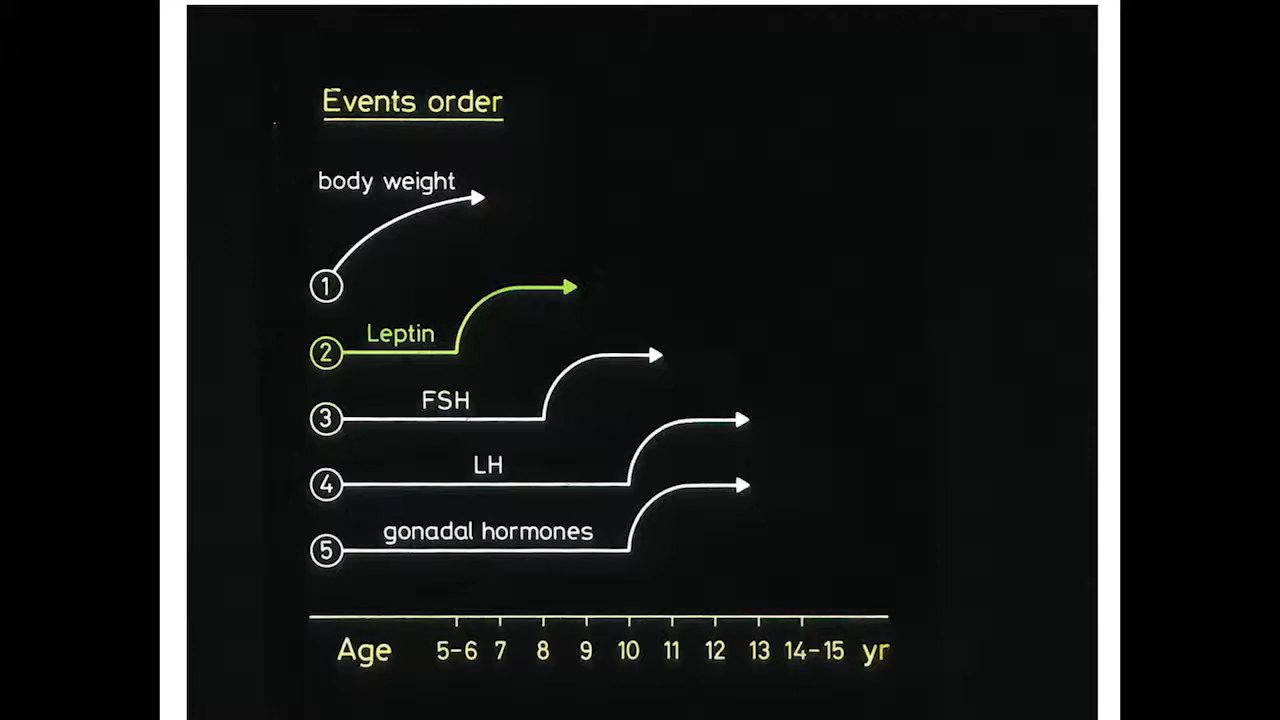 Events order
body weight
1
Leptin
2
FSH
3
LH
4
gonadal hormones
5
Age 5-6 7 8 9 10 11 12 13 14-15 yr